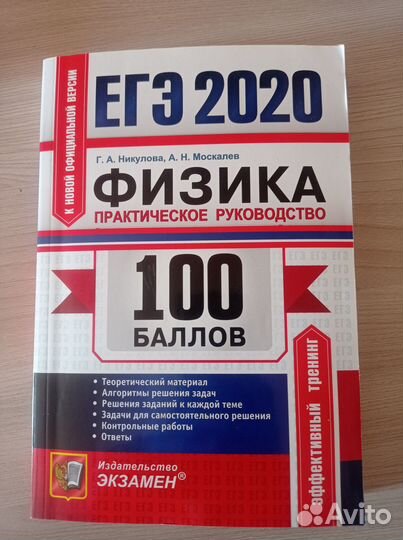 К НОВОЙ ОФИЦИАЛЬНОЙ ВЕРСИИ
ЕГЭ 2020
Г. А. Никулова, А. Н. Москалев
ФИЗИКА
ПРАКТИЧЕСКОЕ РУКОВОДСТВО
100
БАЛЛОВ
• Теоретический материал
• Алгоритмы решения задач
• Решения заданий к каждой теме
• Задачи для самостоятельного решения
• Контрольные работы
• Ответы
эффективный тренинг
Издательство
ЭКЗАМЕН®
Avito